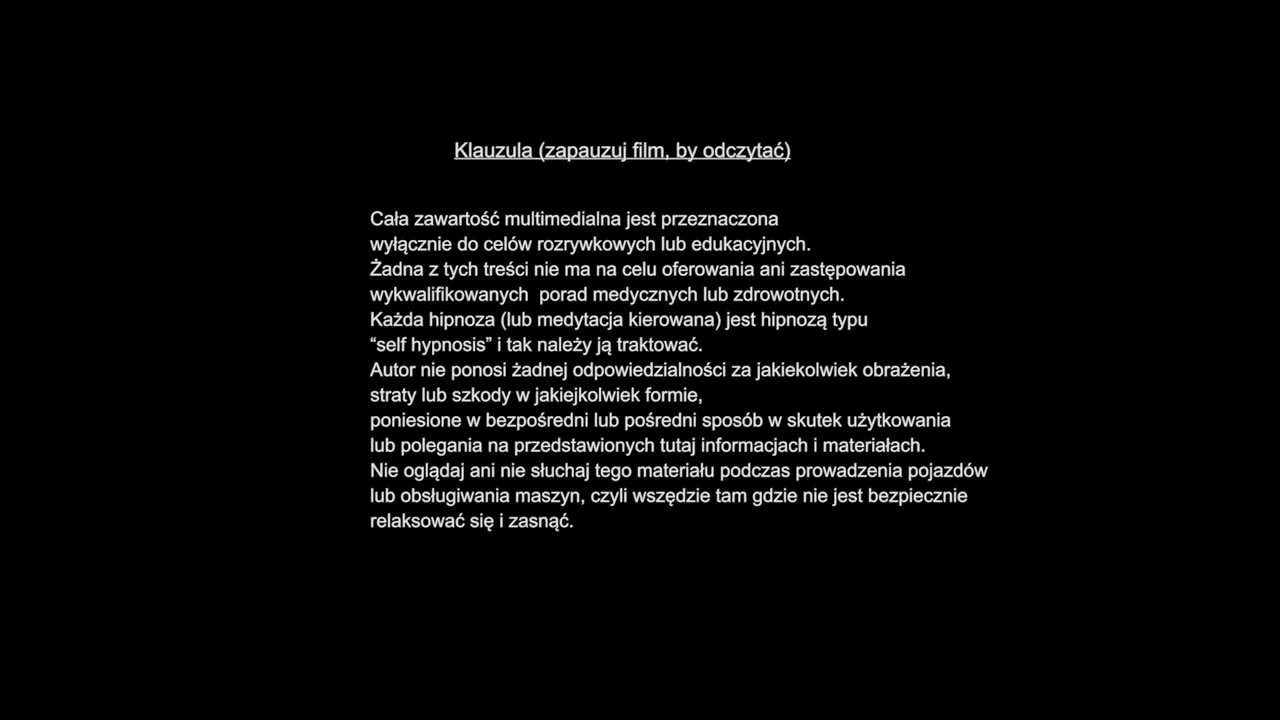 Klauzula (zapauzuj film, by odczytać)
Cała zawartość multimedialna jest przeznaczona
wyłącznie do celów rozrywkowych lub edukacyjnych.
Żadna z tych treści nie ma na celu oferowania ani zastępowania
wykwalifikowanych  porad medycznych lub zdrowotnych.
Każda hipnoza (lub medytacja kierowana) jest hipnozą typu
“self hypnosis” i tak należy ją traktować.
Autor nie ponosi żadnej odpowiedzialności za jakiekolwiek obrażenia,
straty lub szkody w jakiejkolwiek formie,
poniesione w bezpośredni lub pośredni sposób w skutek użytkowania
lub polegania na przedstawionych tutaj informacjach i materiałach.
Nie oglądaj ani nie słuchaj tego materiału podczas prowadzenia pojazdów
lub obsługiwania maszyn, czyli wszędzie tam gdzie nie jest bezpiecznie
relaksować się i zasnąć.